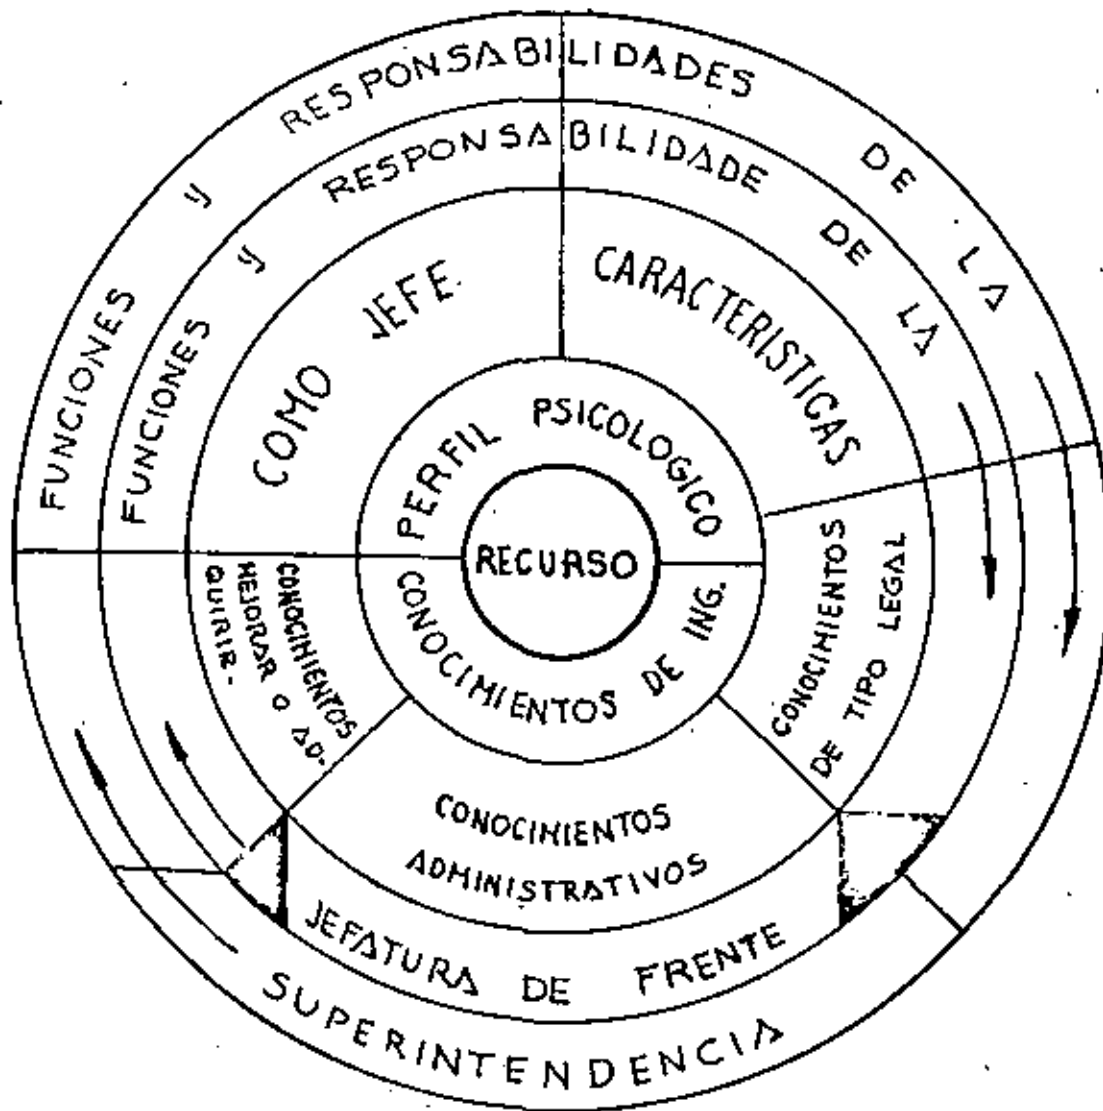 FUNCIONES Y RESPONSABILIDADES DE LA
SUPERINTENDENCIA
FUNCIONES Y RESPONSABILIDADE DE LA
JEFATURA DE FRENTE
COMO JEFE.
CARACTERISTICAS
CONOCIMIENTOS
DE TIPO LEGAL
CONOCIMIENTOS
ADMINISTRATIVOS
CONOCIMIENTOS
MEJORAR O AD-
QUIRIR.
PERFIL PSICOLOGICO
CONOCIMIENTOS DE ING.
RECURSO